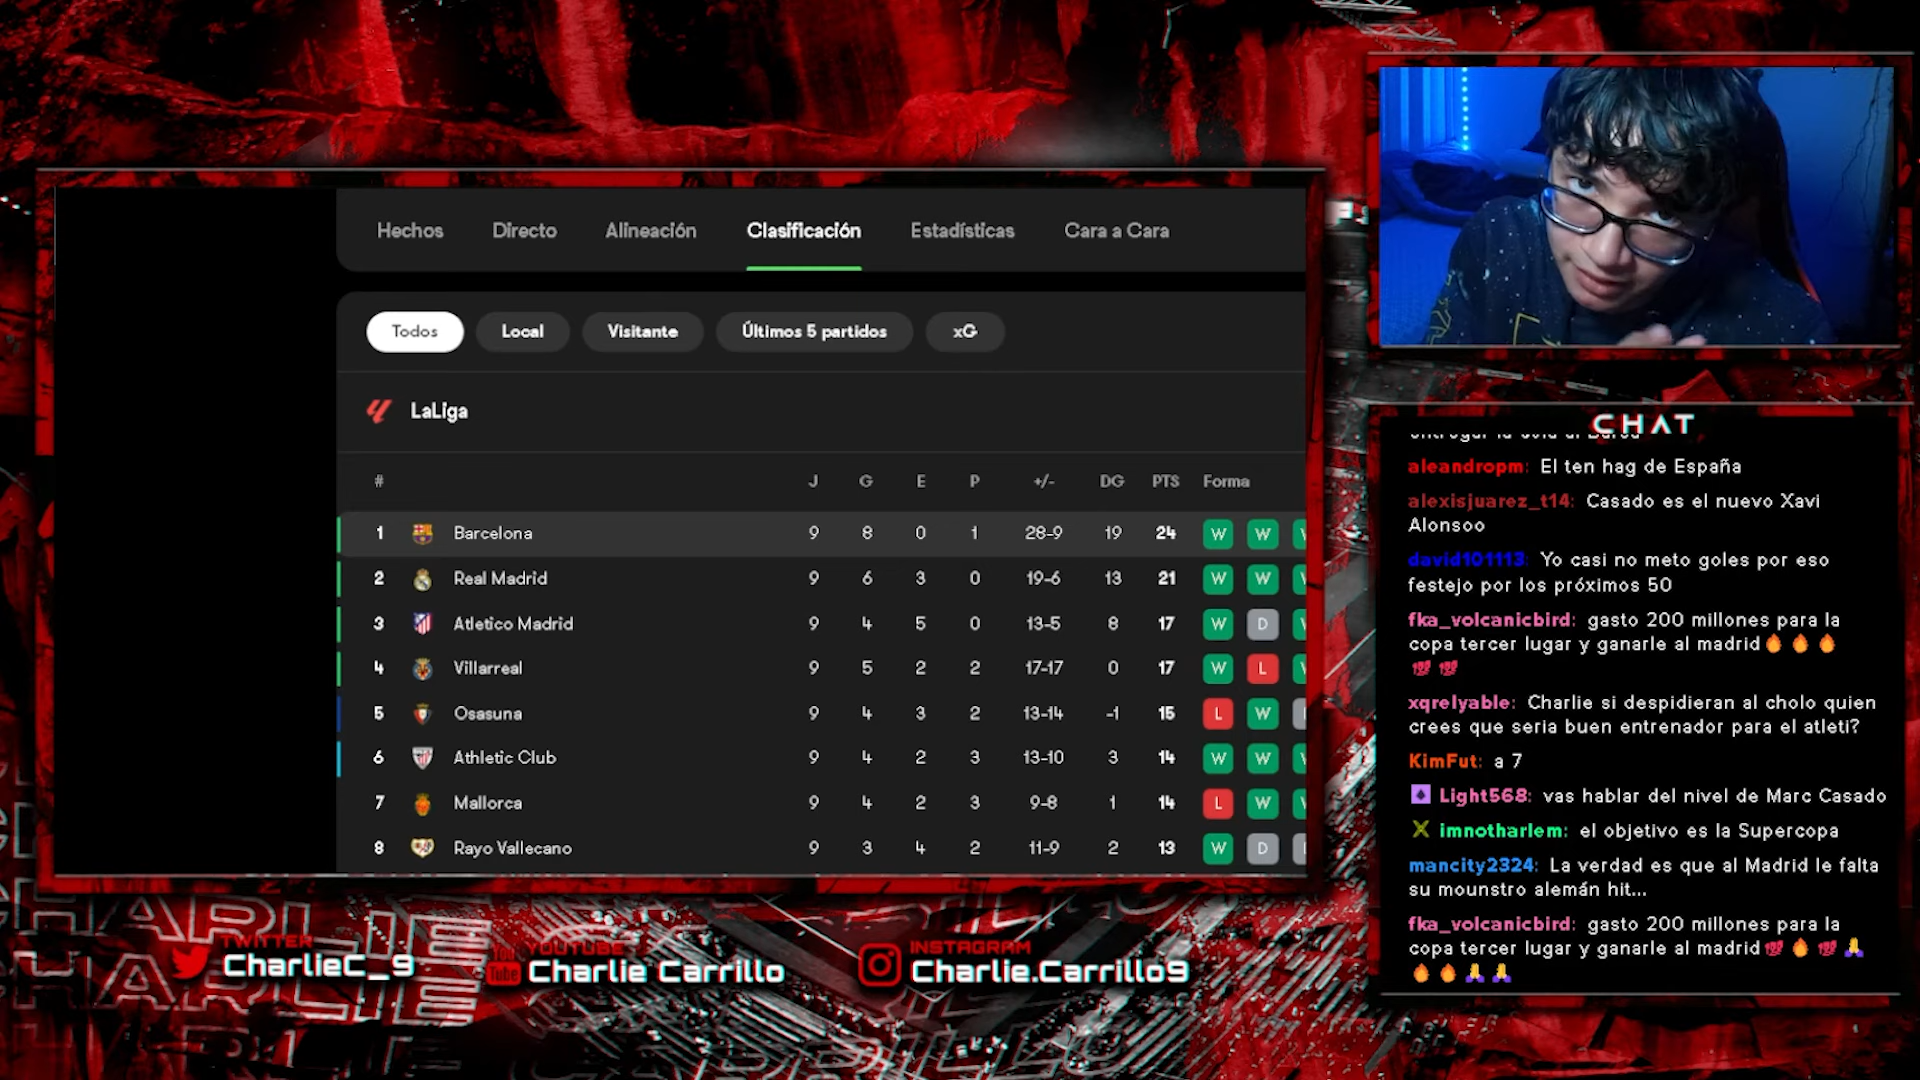 Hechos Directo Alineación Clasificación Estadísticas Cara a Cara
Todos Local Visitante Últimos 5 partidos xG
LaLiga
# J G E P +/- DG PTS Forma
1 Barcelona 9 8 0 1 28-9 19 24 W W
2 Real Madrid 9 6 3 0 19-6 13 21 W W
3 Atletico Madrid 9 4 5 0 13-5 8 17 W D
4 Villarreal 9 5 2 2 17-17 0 17 W L
5 Osasuna 9 4 3 2 13-14 -1 15 L W
6 Athletic Club 9 4 2 3 13-10 3 14 W W
7 Mallorca 9 4 2 3 9-8 1 14 L W
8 Rayo Vallecano 9 3 4 2 11-9 2 13 W D
CHAT
aleandropm: El ten hag de España
alexisjuarez_t14: Casado es el nuevo Xavi
Alonsoo
david101113: Yo casi no meto goles por eso
festejo por los próximos 50
fka_volcanicbird: gasto 200 millones para la
copa tercer lugar y ganarle al madrid🔥🔥🔥
💯💯
xqrelyable: Charlie si despidieran al cholo quien
crees que seria buen entrenador para el atleti?
KimFut: a 7
Light568: vas hablar del nivel de Marc Casado
imnotharlem: el objetivo es la Supercopa
mancity2324: La verdad es que al Madrid le falta
su mounstro alemán hit...
fka_volcanicbird: gasto 200 millones para la
copa tercer lugar y ganarle al madrid💯🔥💯🙏
🔥🔥🙏🙏
TWITTER
CharlieC_9
YOUTUBE
You Tube
Charlie Carrillo
INSTAGRAM
Charlie.Carrillo9
CHARLIE
CHARLIE